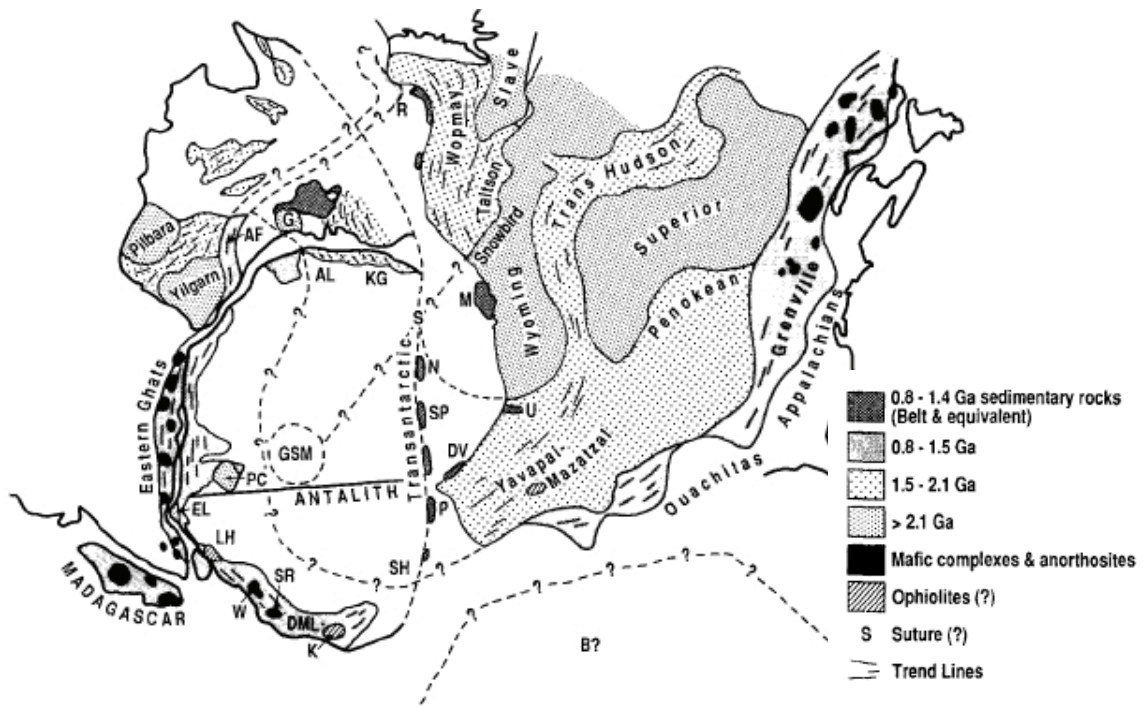 R
Wopmay
Slave
Taltson
Snowbird
Trans Hudson
Superior
Wyoming
Penokean
Grenville
Appalachians
Ouachitas
Yavapai-
Mazatzal
Pilbara
Yilgarn
AF
G
AL
KG
M
S
N
SP
U
DV
P
SH
Transantarctic
GSM
ANTALITH
Eastern Ghats
PC
EL
LH
SR
W
DML
K
MADAGASCAR
B?
0.8 - 1.4 Ga sedimentary rocks
(Belt & equivalent)
0.8 - 1.5 Ga
1.5 - 2.1 Ga
> 2.1 Ga
Mafic complexes & anorthosites
Ophiolites (?)
S Suture (?)
Trend Lines